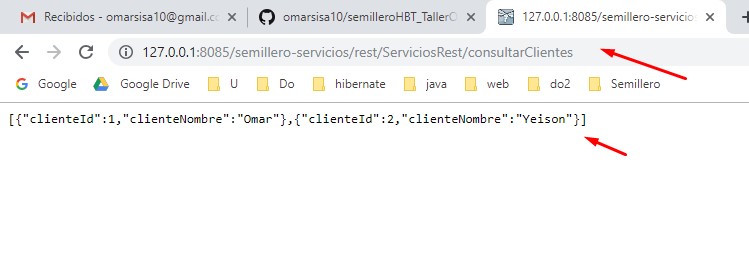 Recibidos - omarsisa10@gmail.c
omarsisa10/semilleroHBT_TallerO
127.0.0.1:8085/semillero-servicio
127.0.0.1:8085/semillero-servicios/rest/ServiciosRest/consultarClientes
Google Google Drive U Do hibernate java web do2 Semillero
[{"clienteId":1,"clienteNombre":"Omar"},{"clienteId":2,"clienteNombre":"Yeison"}]